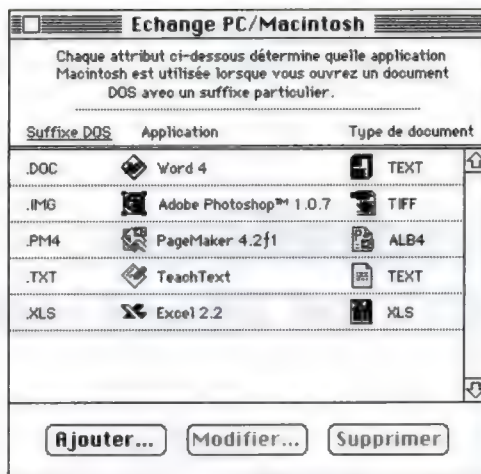 Echange PC/Macintosh
Chaque attribut ci-dessous détermine quelle application
Macintosh est utilisée lorsque vous ouvrez un document
DOS avec un suffixe particulier.
Suffixe DOS Application Type de document
.DOC Word 4 TEXT
.IMG Adobe Photoshop™ 1.0.7 TIFF
.PM4 PageMaker 4.2f1 ALB4
.TXT TeachText TEXT
.XLS Excel 2.2 XLS
Ajouter... Modifier... Supprimer